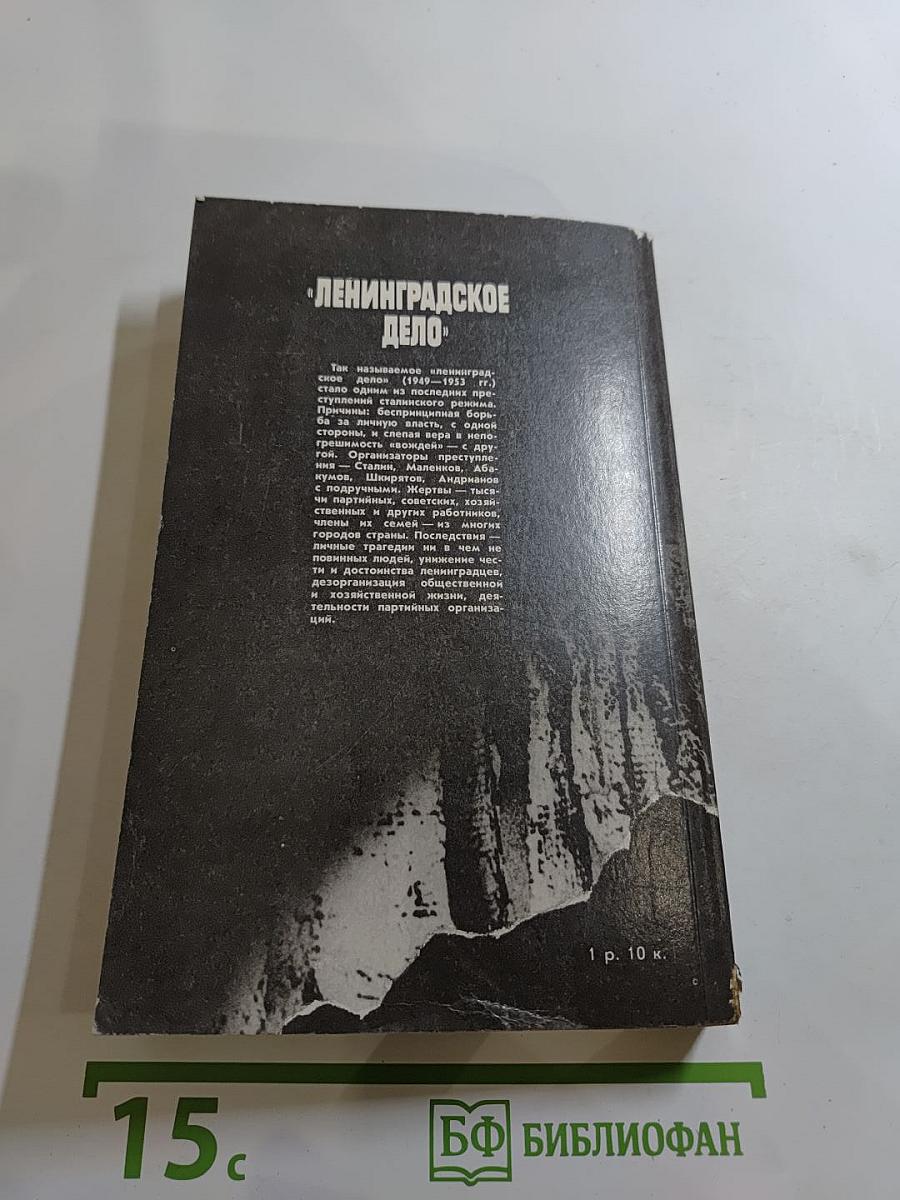 «ЛЕНИНГРАДСКОЕ
ДЕЛО»
Так называемое «ленинград-
ское дело» (1949—1953 гг.)
стало одним из последних пре-
ступлений сталинского режима.
Причины: беспринципная борь-
ба за личную власть, с одной
стороны, и слепая вера в непо-
грешимость «вождей» — с дру-
гой. Организаторы преступле-
ния — Сталин, Маленков, Аба-
кумов, Шкирятов, Андрианов
с подручными. Жертвы — тыся-
чи партийных, советских, хозяй-
ственных и других работников,
члены их семей — из многих
городов страны. Последствия —
личные трагедии ни в чем не
повинных людей, унижение чес-
ти и достоинства ленинградцев,
дезорганизация общественной
и хозяйственной жизни, дея-
тельности партийных организа-
ций.
1 р. 10 к.
15 с
БФ БИБЛИОФАН